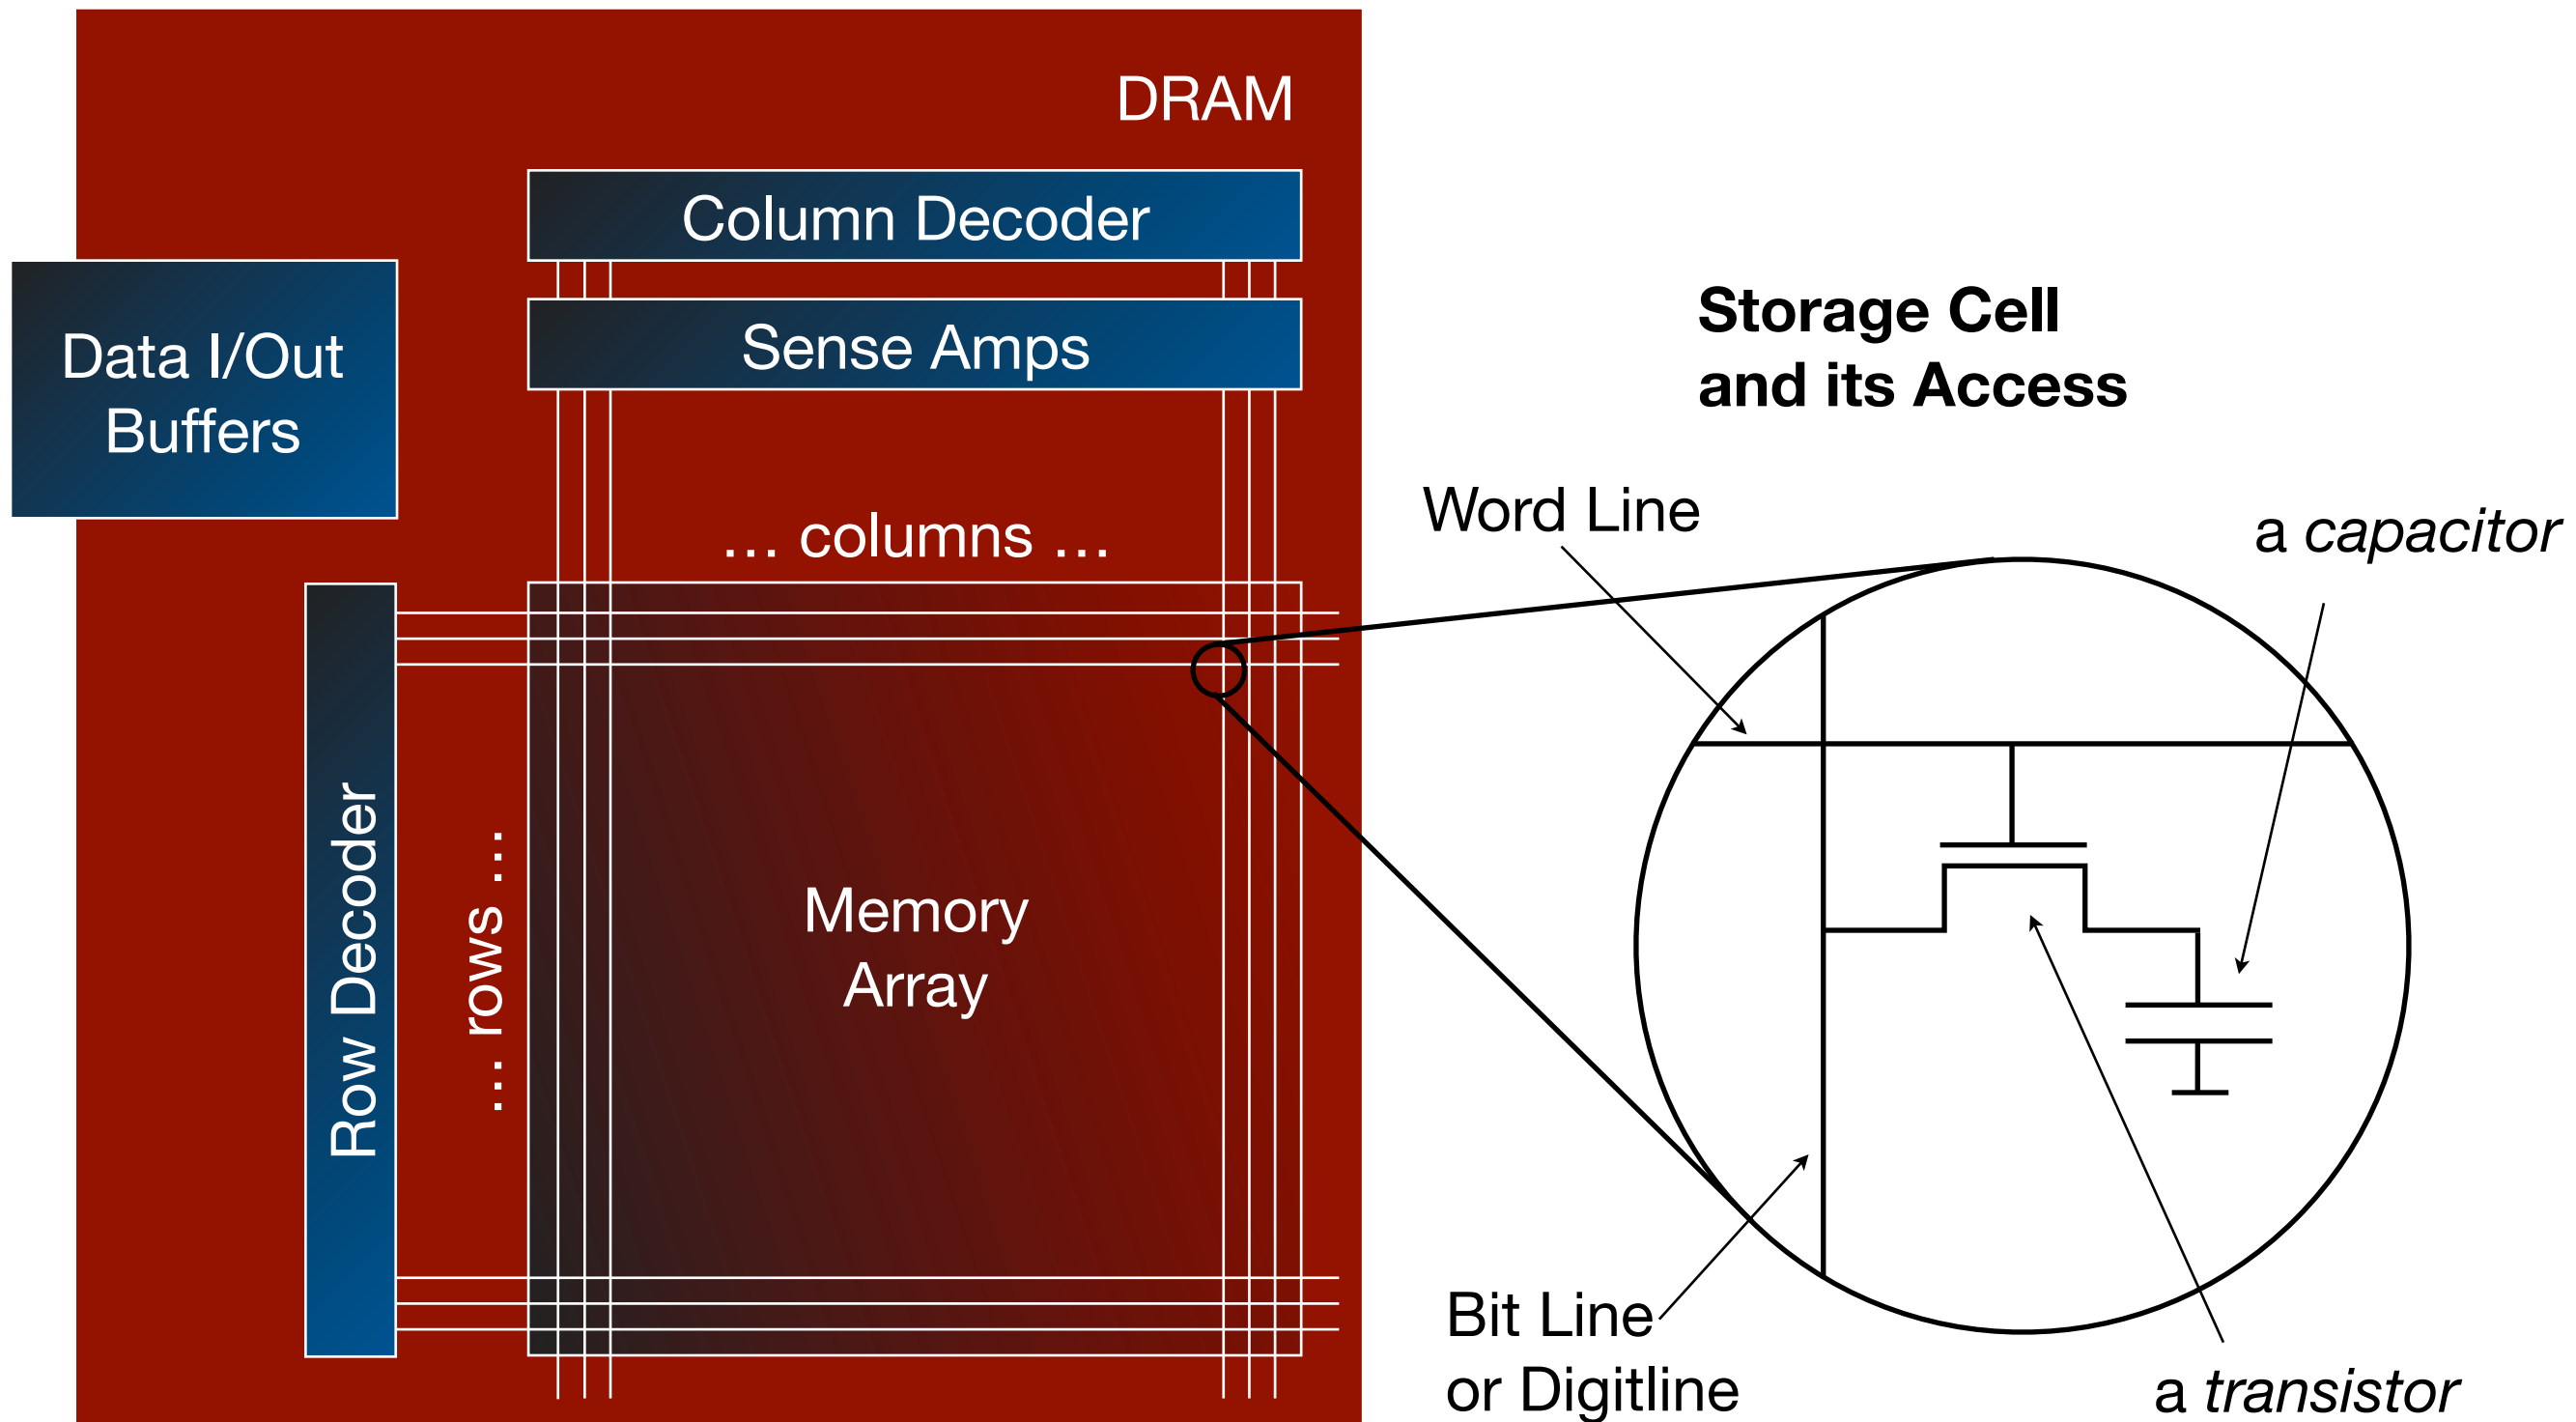 DRAM
Column Decoder
Sense Amps
Data I/Out
Buffers
... columns ...
Row Decoder
... rows ...
Memory
Array
Storage Cell
and its Access
Word Line
a capacitor
Bit Line
or Digitline
a transistor